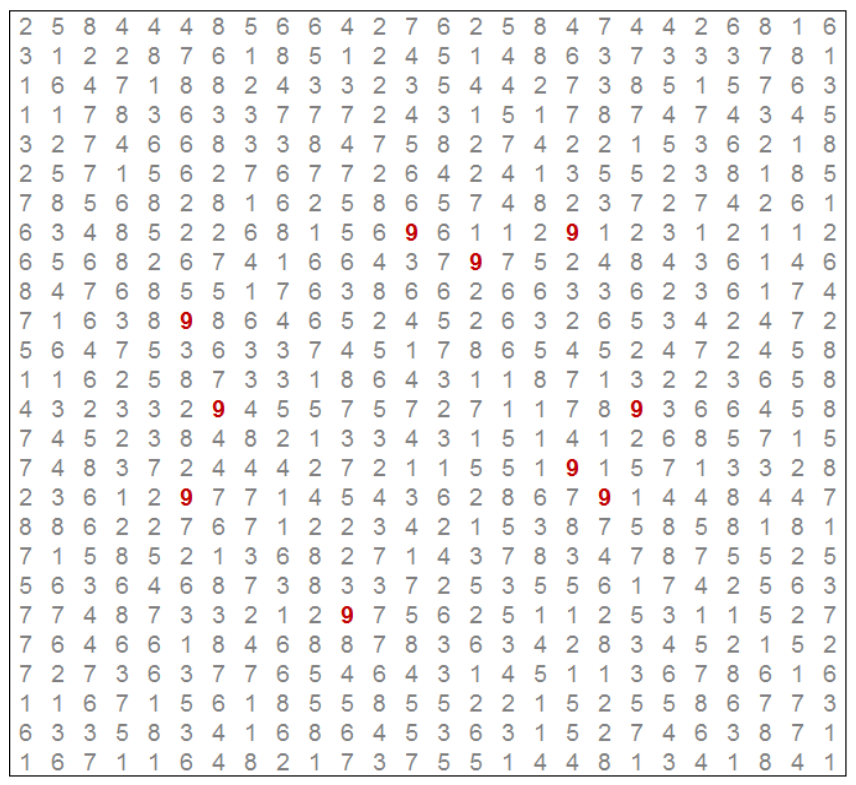 2 5 8 4 4 4 8 5 6 6 4 2 7 6 2 5 8 4 7 4 4 2 6 8 1 6
3 1 2 2 8 7 6 1 8 5 1 2 4 5 1 4 8 6 3 7 3 3 3 7 8 1
1 6 4 7 1 8 8 2 4 3 3 2 3 5 4 4 2 7 3 8 5 1 5 7 6 3
1 1 7 8 3 6 3 3 7 7 7 2 4 3 1 5 1 7 8 7 4 7 4 3 4 5
3 2 7 4 6 6 8 3 3 8 4 7 5 8 2 7 4 2 2 1 5 3 6 2 1 8
2 5 7 1 5 6 2 7 6 7 7 2 6 4 2 4 1 3 5 5 2 3 8 1 8 5
7 8 5 6 8 2 8 1 6 2 5 8 6 5 7 4 8 2 3 7 2 7 4 2 6 1
6 3 4 8 5 2 2 6 8 1 5 6 9 6 1 1 2 9 1 2 3 1 2 1 1 2
6 5 6 8 2 6 7 4 1 6 6 4 3 7 9 7 5 2 4 8 4 3 6 1 4 6
8 4 7 6 8 5 5 1 7 6 3 8 6 6 2 6 6 3 3 6 2 3 6 1 7 4
7 1 6 3 8 9 8 6 4 6 5 2 4 5 2 6 3 2 6 5 3 4 2 4 7 2
5 6 4 7 5 3 6 3 3 7 4 5 1 7 8 6 5 4 5 2 4 7 2 4 5 8
1 1 6 2 5 8 7 3 3 1 8 6 4 3 1 1 8 7 1 3 2 2 3 6 5 8
4 3 2 3 3 2 9 4 5 5 7 5 7 2 7 1 1 7 8 9 3 6 6 4 5 8
7 4 5 2 3 8 4 8 2 1 3 3 4 3 1 5 1 4 1 2 6 8 5 7 1 5
7 4 8 3 7 2 4 4 4 2 7 2 1 1 5 5 1 9 1 5 7 1 3 3 2 8
2 3 6 1 2 9 7 7 1 4 5 4 3 6 2 8 6 7 9 1 4 4 8 4 4 7
8 8 6 2 2 7 6 7 1 2 2 3 4 2 1 5 3 8 7 5 8 5 8 1 8 1
7 1 5 8 5 2 1 3 6 8 2 7 1 4 3 7 8 3 4 7 8 7 5 5 2 5
5 6 3 6 4 6 8 7 3 8 3 3 7 2 5 3 5 5 6 1 7 4 2 5 6 3
7 7 4 8 7 3 3 2 1 2 9 7 5 6 2 5 1 1 2 5 3 1 1 5 2 7
7 6 4 6 6 1 8 4 6 8 8 7 8 3 6 3 4 2 8 3 4 5 2 1 5 2
7 2 7 3 6 3 7 7 6 5 4 6 4 3 1 4 5 1 1 3 6 7 8 6 1 6
1 1 6 7 1 5 6 1 8 5 5 8 5 5 2 2 1 5 2 5 5 8 6 7 7 3
6 3 3 5 8 3 4 1 6 8 6 4 5 3 6 3 1 5 2 7 4 6 3 8 7 1
1 6 7 1 1 6 4 8 2 1 7 3 7 5 5 1 4 4 8 1 3 4 1 8 4 1